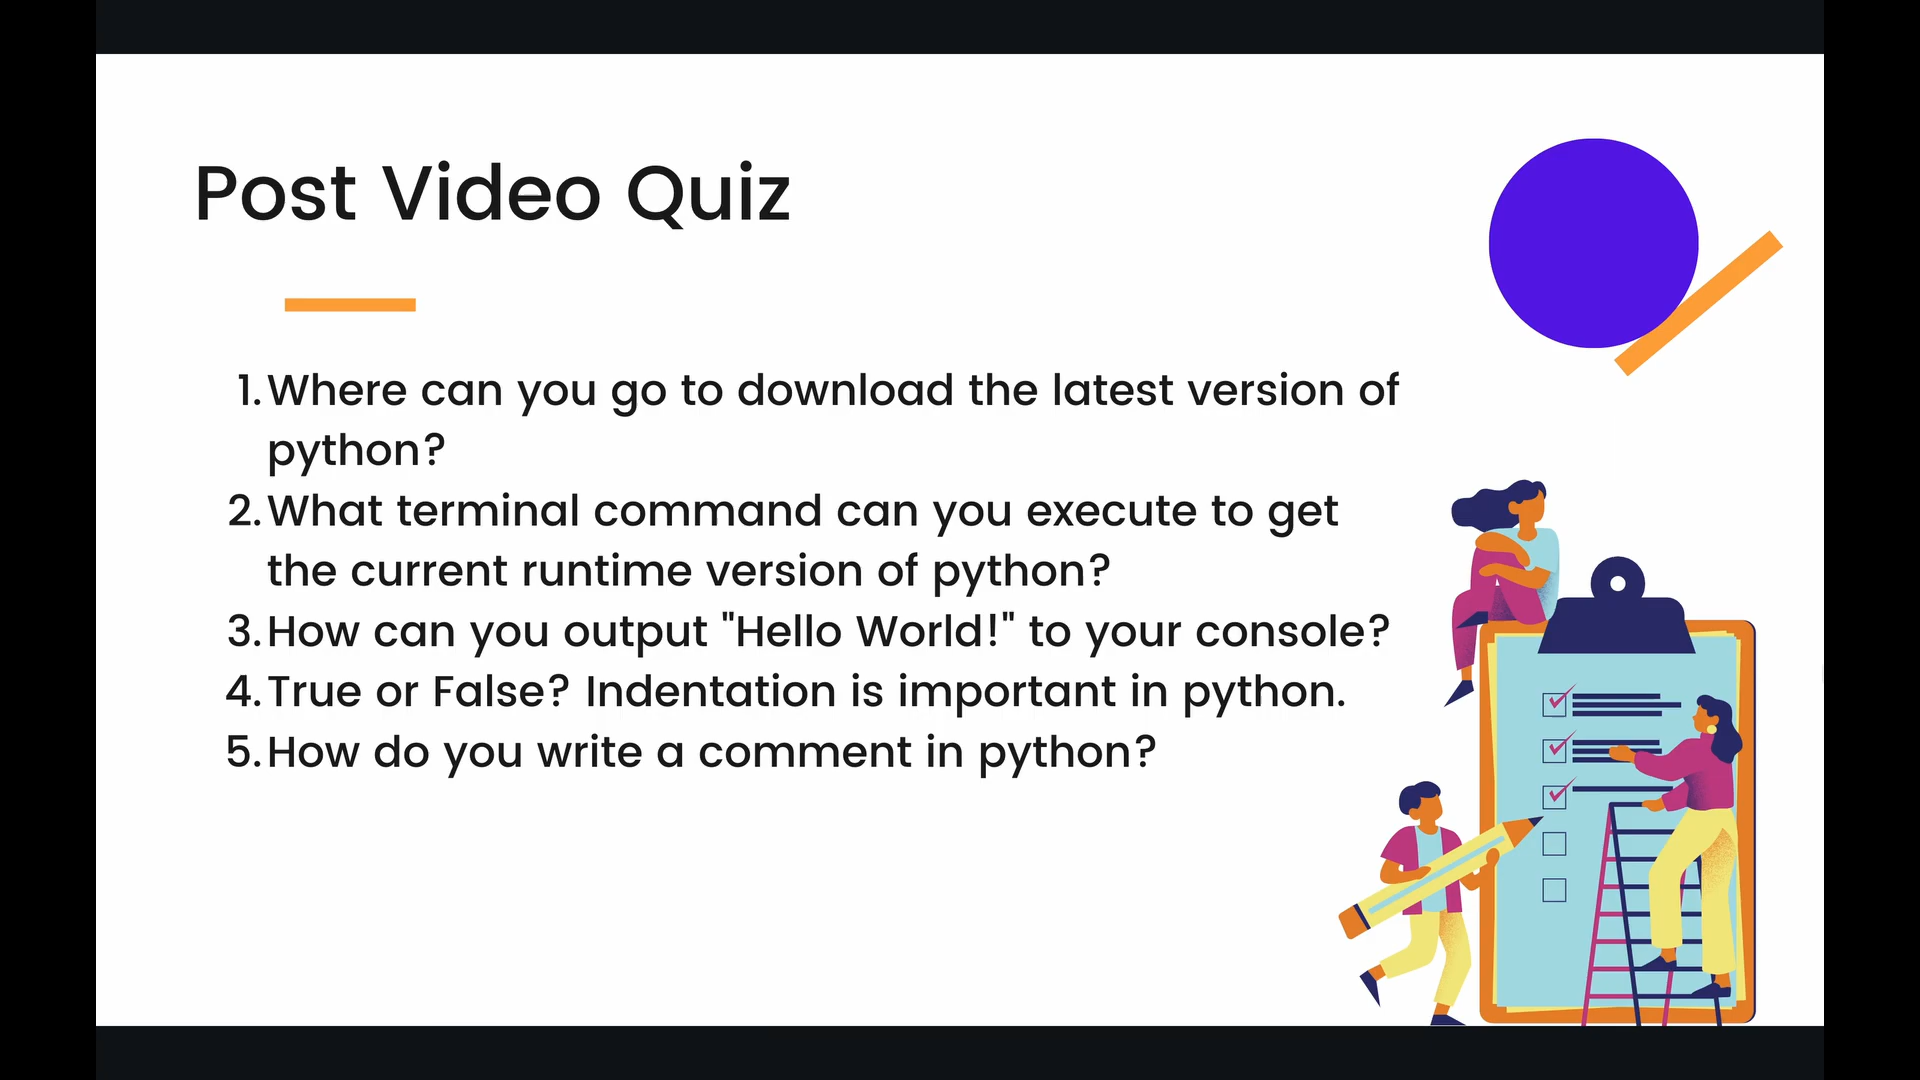 Post Video Quiz
1. Where can you go to download the latest version of
python?
2. What terminal command can you execute to get
the current runtime version of python?
3. How can you output "Hello World!" to your console?
4. True or False? Indentation is important in python.
5. How do you write a comment in python?